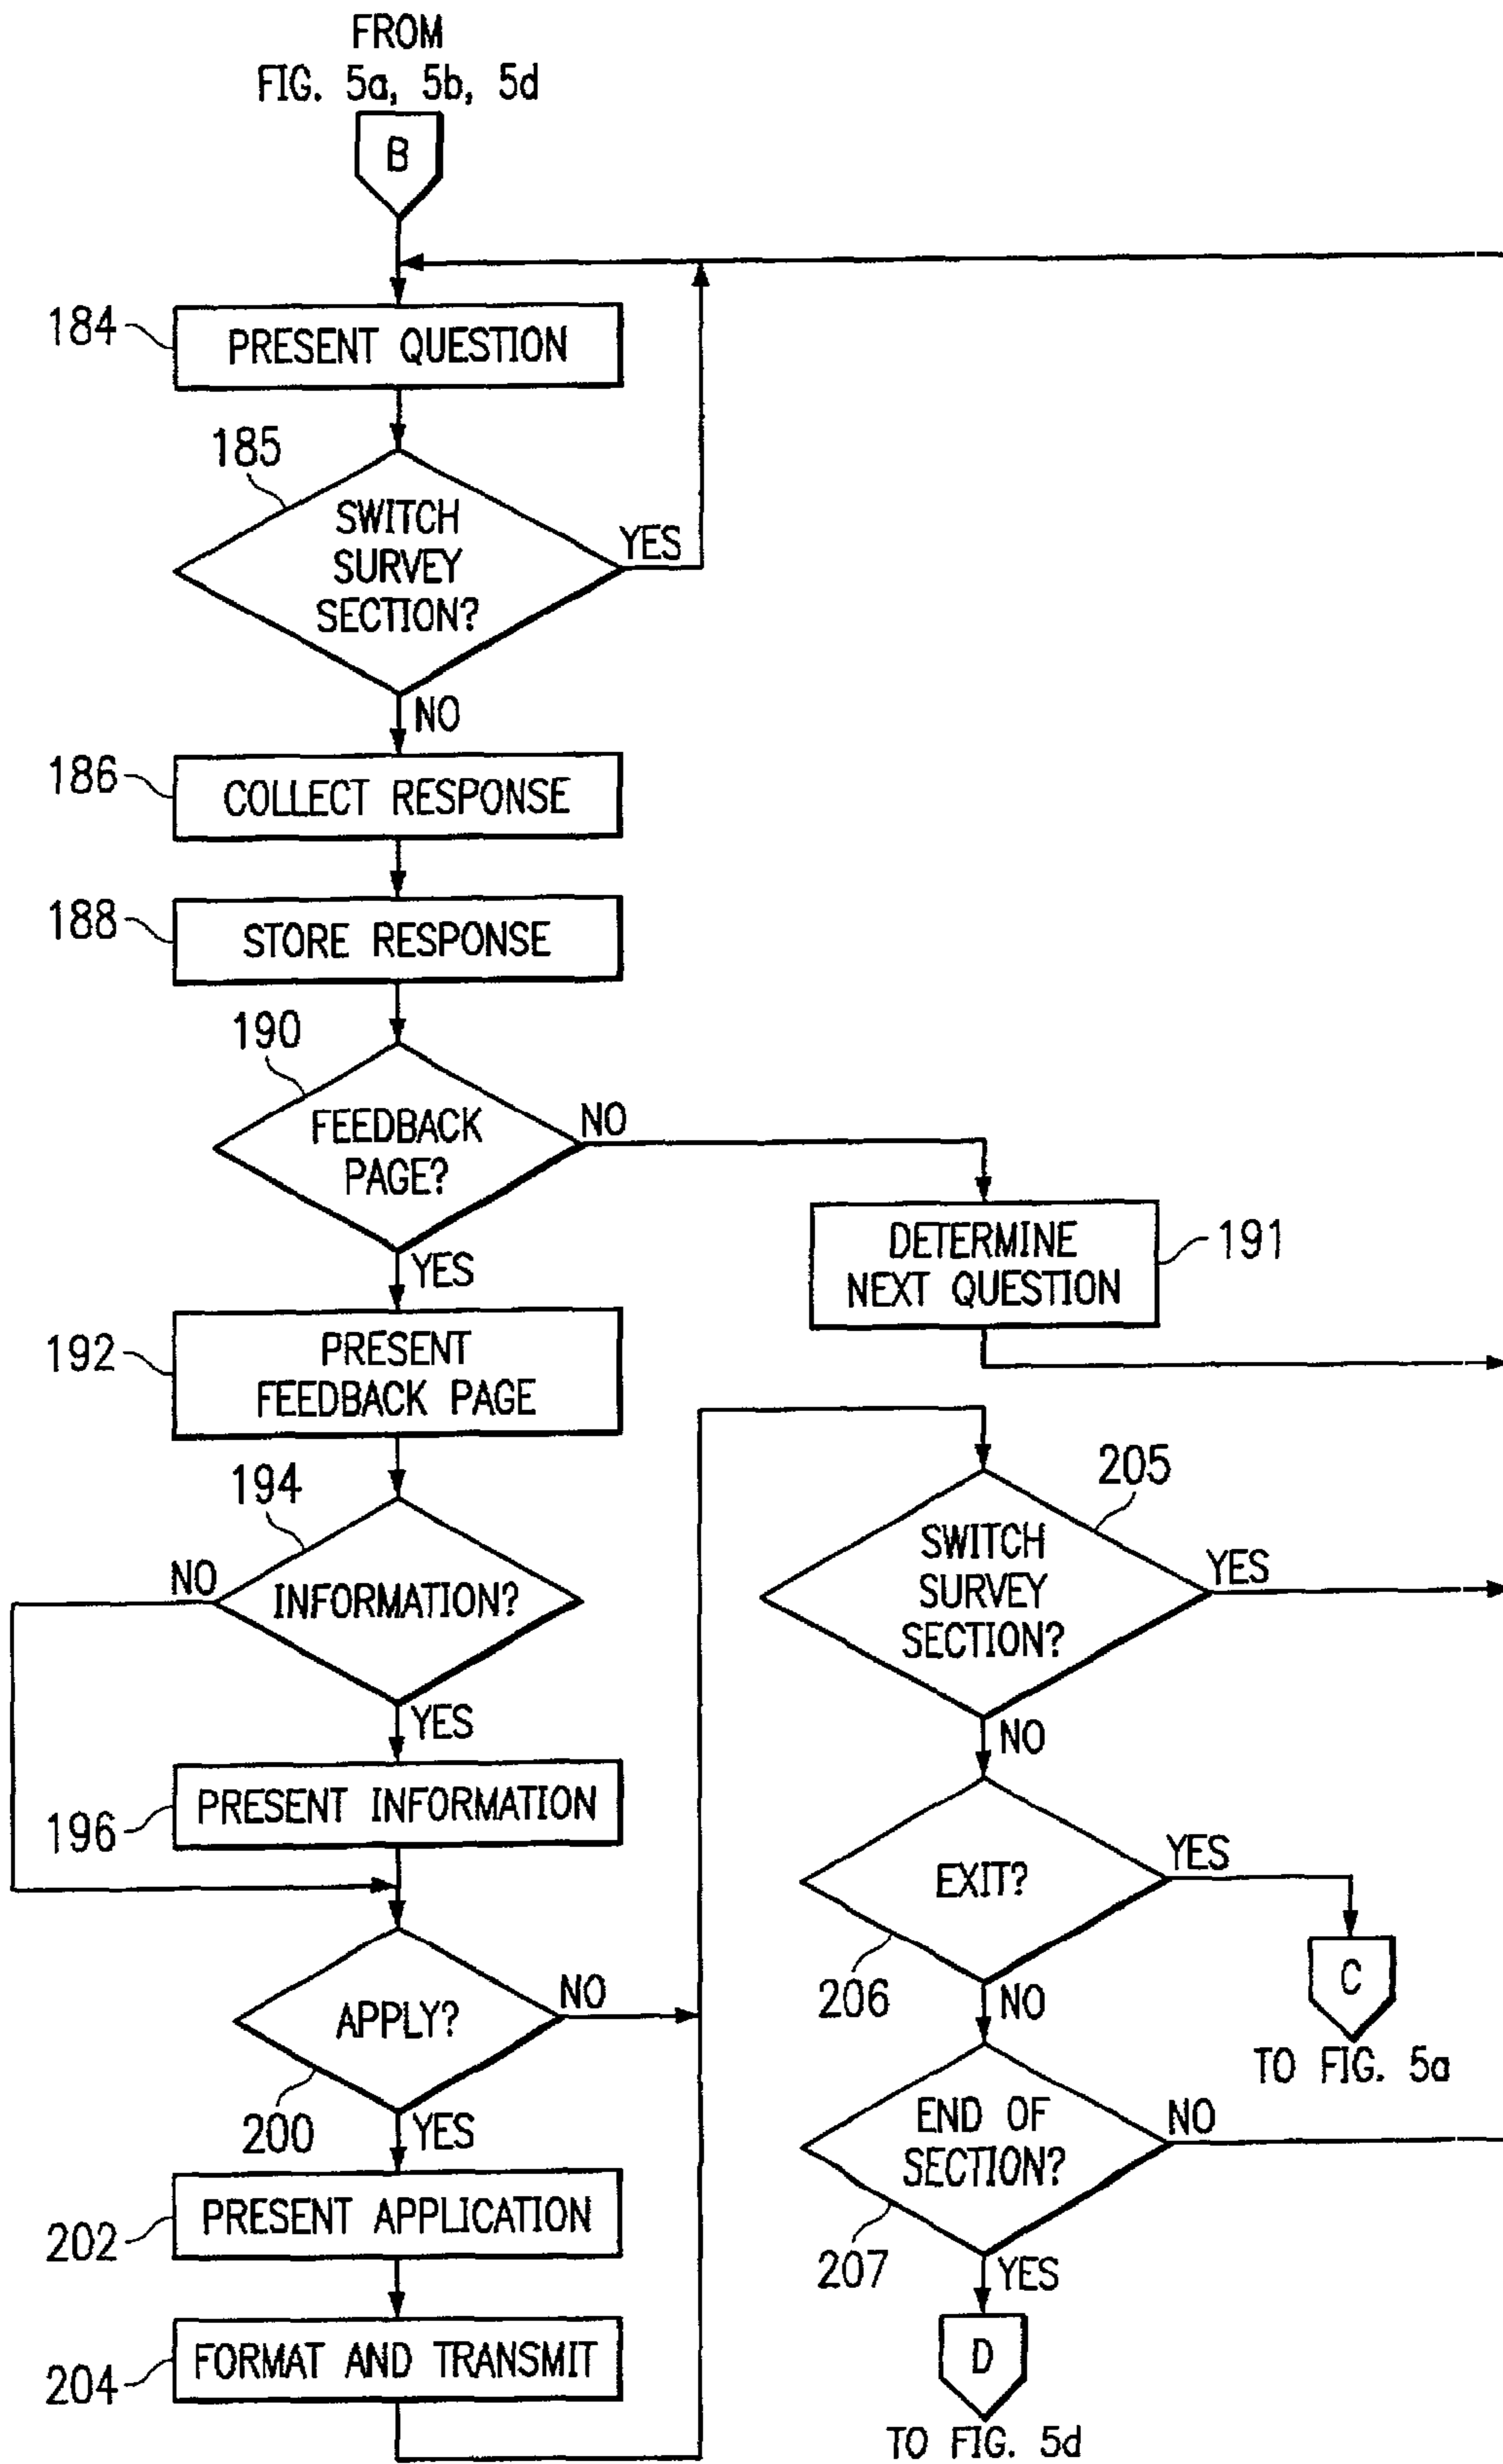 FROM
FIG. 5a, 5b, 5d
B
184
PRESENT QUESTION
185
SWITCH
SURVEY
SECTION?
YES
NO
186
COLLECT RESPONSE
188
STORE RESPONSE
190
FEEDBACK
PAGE?
NO
YES
DETERMINE
NEXT QUESTION
191
192
PRESENT
FEEDBACK PAGE
194
INFORMATION?
NO
YES
196
PRESENT INFORMATION
APPLY?
NO
200
YES
202
PRESENT APPLICATION
204
FORMAT AND TRANSMIT
205
SWITCH
SURVEY
SECTION?
YES
NO
EXIT?
YES
206
NO
C
TO FIG. 5a
END OF
SECTION?
NO
207
YES
D
TO FIG. 5d